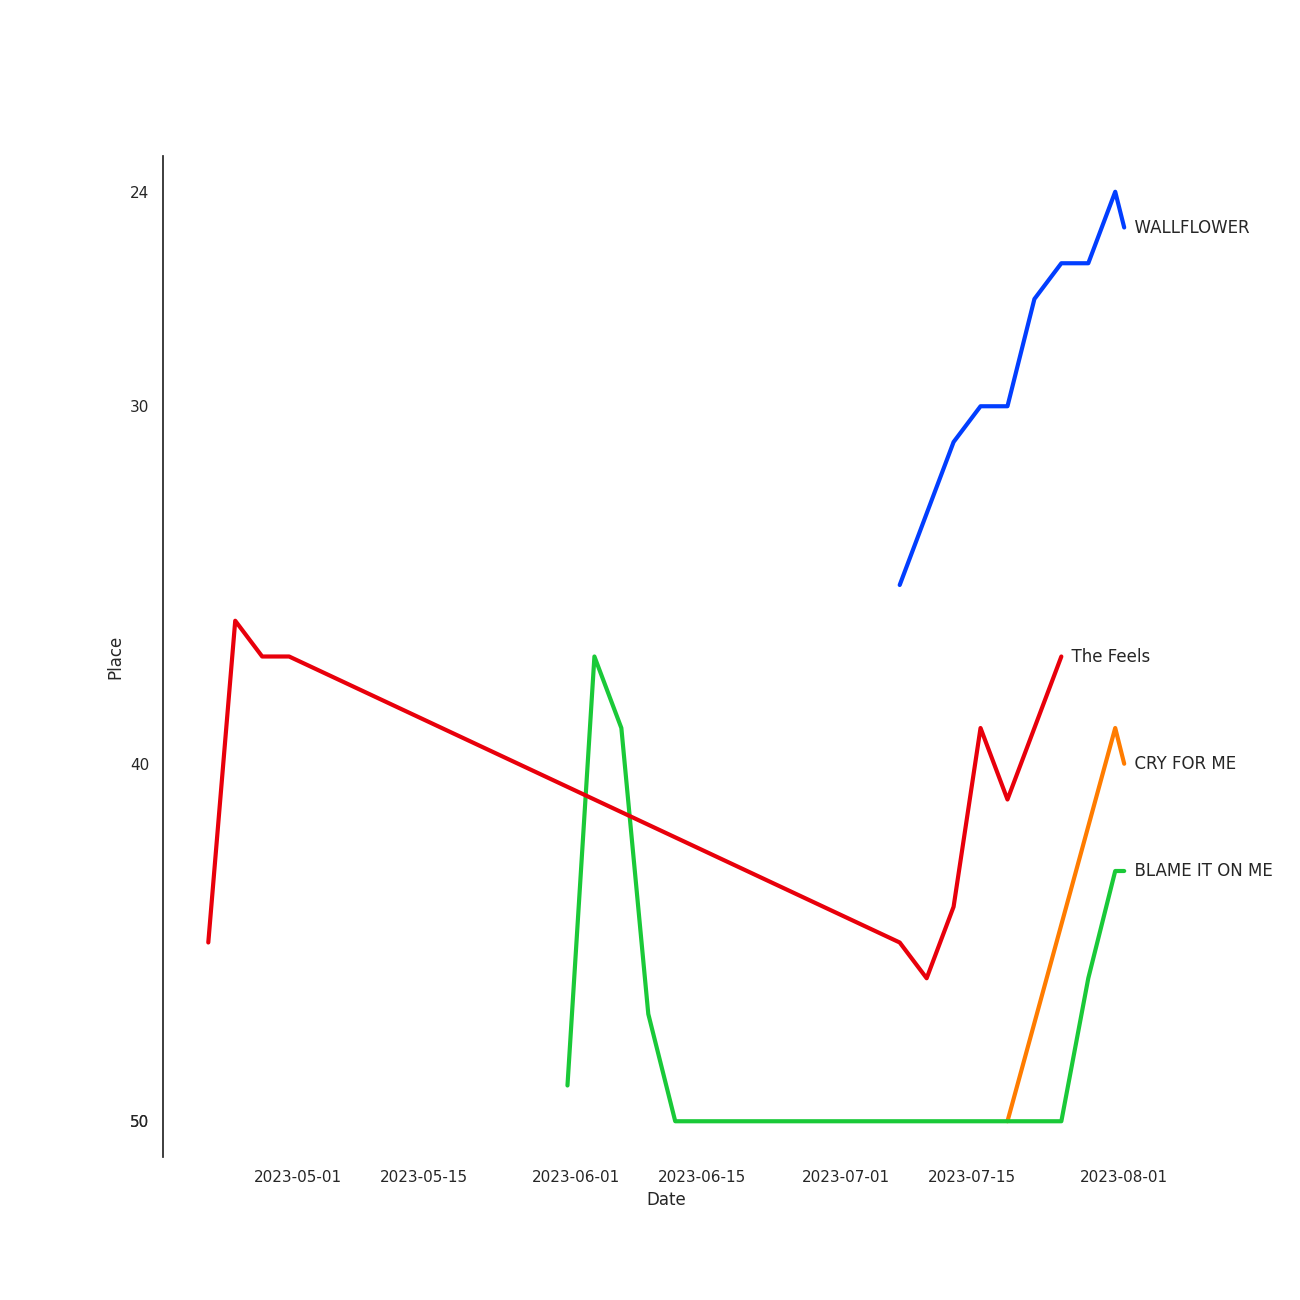 24
30
40
50
Place
WALLFLOWER
The Feels
CRY FOR ME
BLAME IT ON ME
2023-05-01
2023-05-15
2023-06-01
2023-06-15
2023-07-01
2023-07-15
2023-08-01
Date